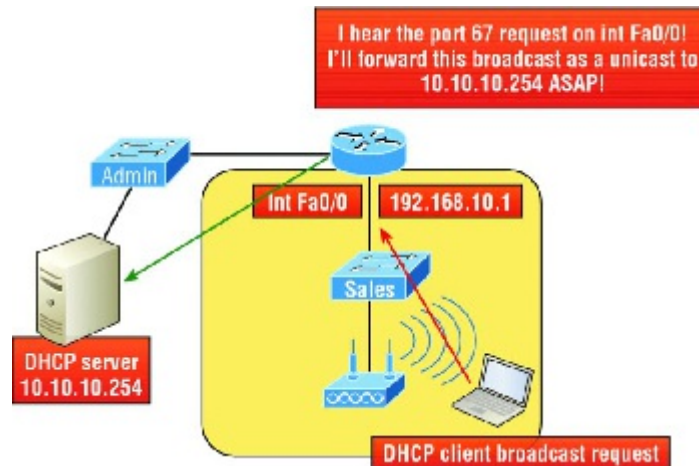 I hear the port 67 request on int Fa0/0!
I'll forward this broadcast as a unicast to
10.10.10.254 ASAP!
Admin
Int Fa0/0
192.168.10.1
Sales
DHCP server
10.10.10.254
DHCP client broadcast request